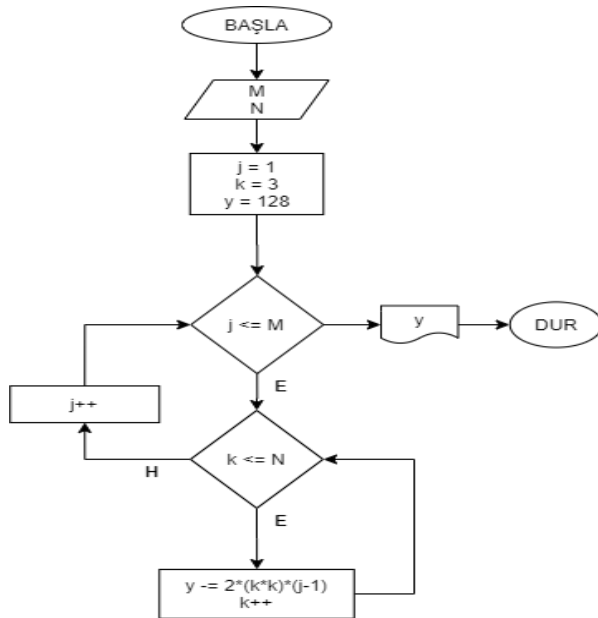 BAŞLA
M
N
j = 1
k = 3
y = 128
j <= M
y
DUR
E
j++
k <= N
H
E
y -= 2*(k*k)*(j-1)
k++